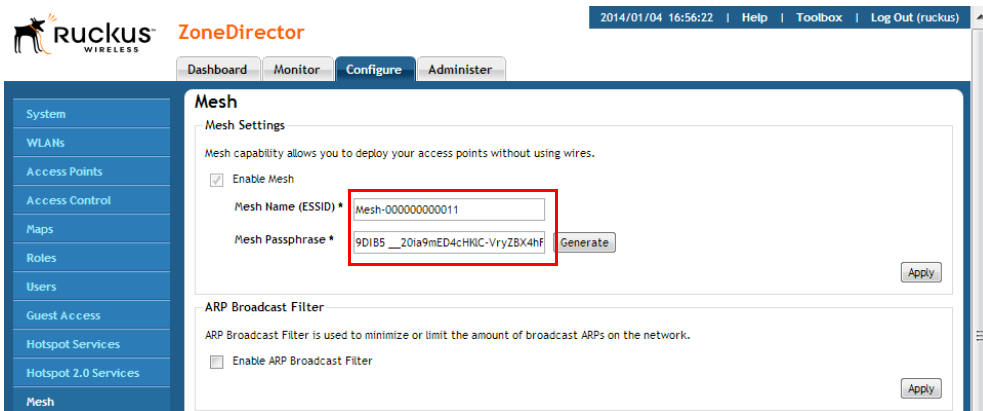 2014/01/04 16:56:22 | Help | Toolbox | Log Out (ruckus)
RUCKUS
WIRELESS
ZoneDirector
Dashboard Monitor Configure Administer
System
WLANs
Access Points
Access Control
Maps
Roles
Users
Guest Access
Hotspot Services
Hotspot 2.0 Services
Mesh
Mesh
Mesh Settings
Mesh capability allows you to deploy your access points without using wires.
Enable Mesh
Mesh Name (ESSID) * Mesh-000000000011
Mesh Passphrase * 9DIB5 __20ia9mED4cHKlC-VryZBX4hF Generate
Apply
ARP Broadcast Filter
ARP Broadcast Filter is used to minimize or limit the amount of broadcast ARPs on the network.
Enable ARP Broadcast Filter
Apply